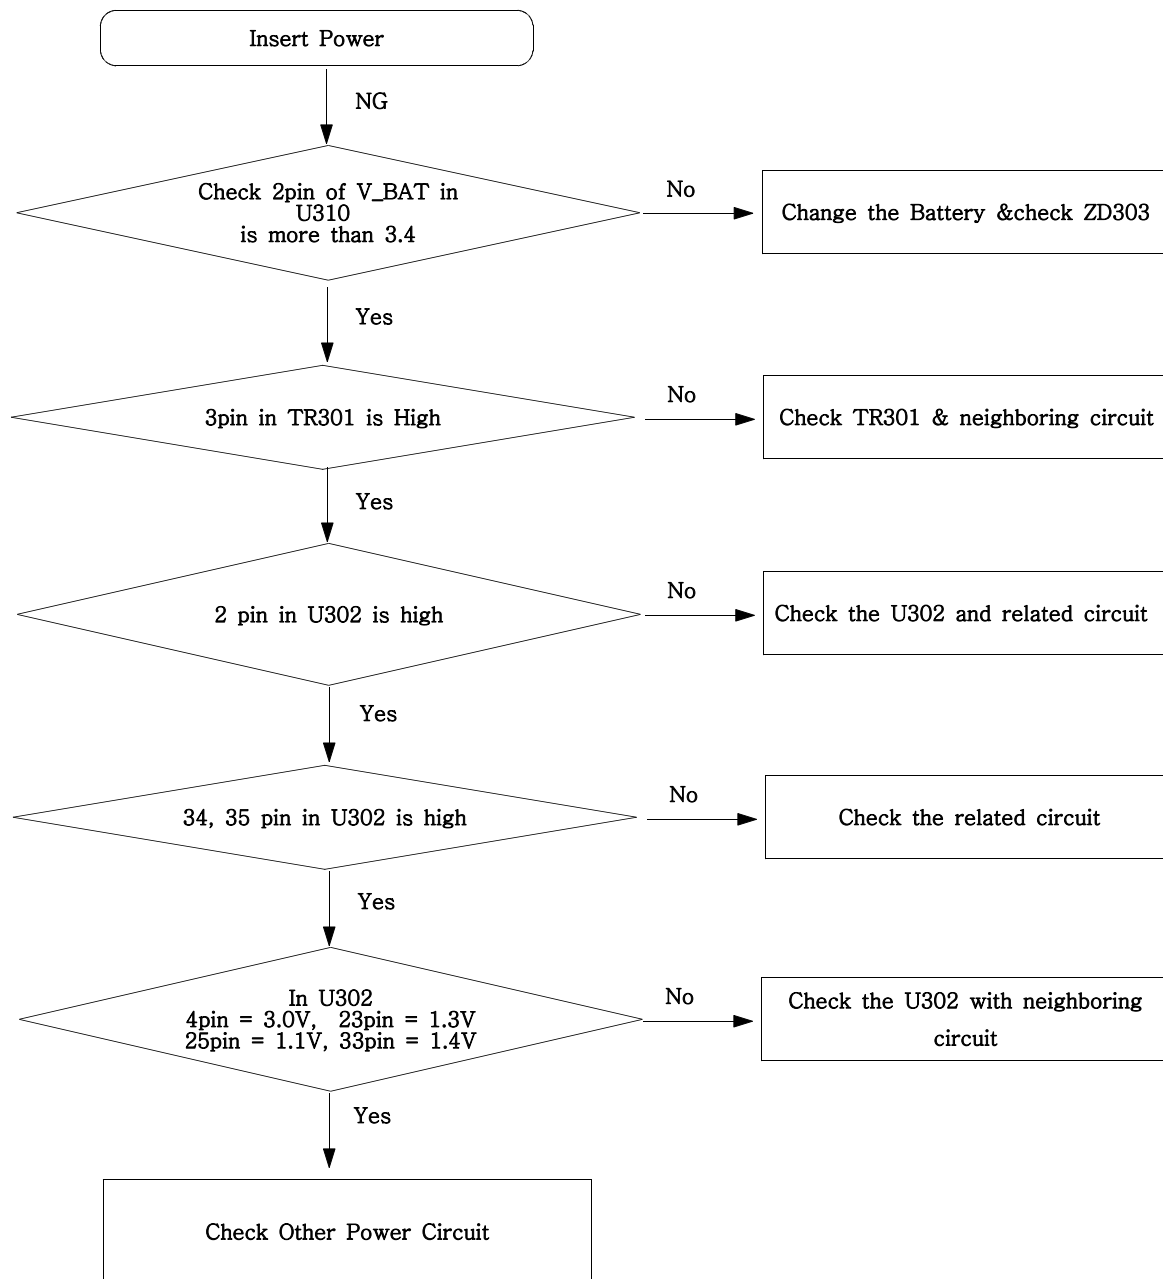 Insert Power
NG
Check 2pin of V_BAT in
U310
is more than 3.4
No
Change the Battery &check ZD303
Yes
3pin in TR301 is High
No
Check TR301 & neighboring circuit
Yes
2 pin in U302 is high
No
Check the U302 and related circuit
Yes
34, 35 pin in U302 is high
No
Check the related circuit
Yes
In U302
4pin = 3.0V, 23pin = 1.3V
25pin = 1.1V, 33pin = 1.4V
No
Check the U302 with neighboring
circuit
Yes
Check Other Power Circuit